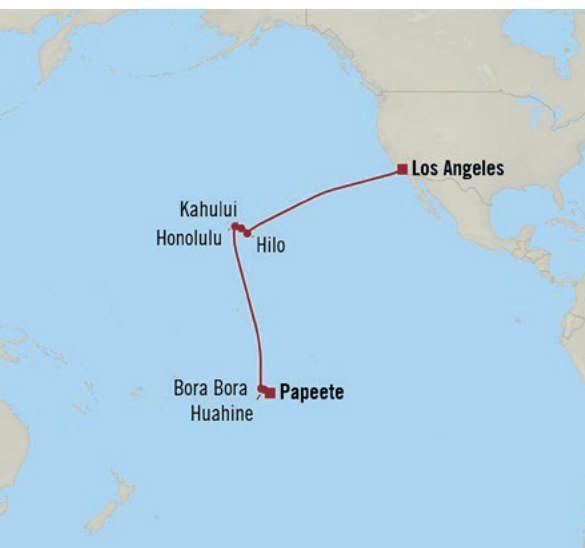 Los Angeles
Kahului
Honolulu
Hilo
Bora Bora
Papeete
Huahine